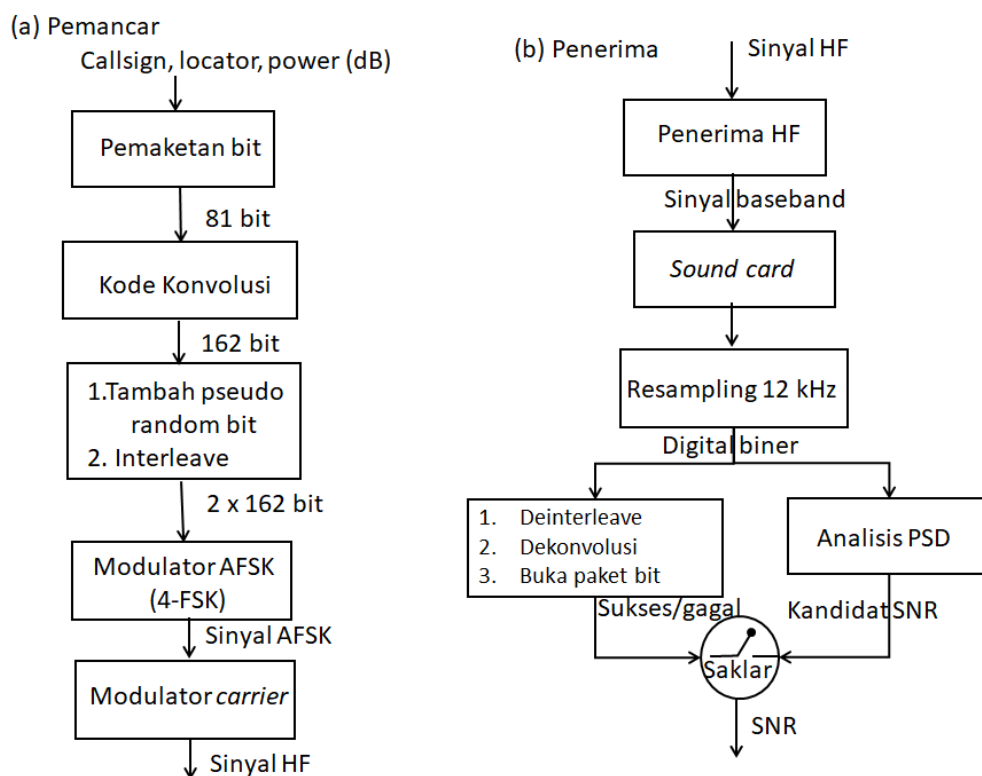 (a) Pemancar
Callsign, locator, power (dB)
Pemaketan bit
81 bit
Kode Konvolusi
162 bit
1.Tambah pseudo
random bit
2. Interleave
2 x 162 bit
Modulator AFSK
(4-FSK)
Sinyal AFSK
Modulator carrier
Sinyal HF
(b) Penerima
Sinyal HF
Penerima HF
Sinyal baseband
Sound card
Resampling 12 kHz
Digital biner
1. Deinterleave
2. Dekonvolusi
3. Buka paket bit
Analisis PSD
Sukses/gagal
Kandidat SNR
Saklar
SNR